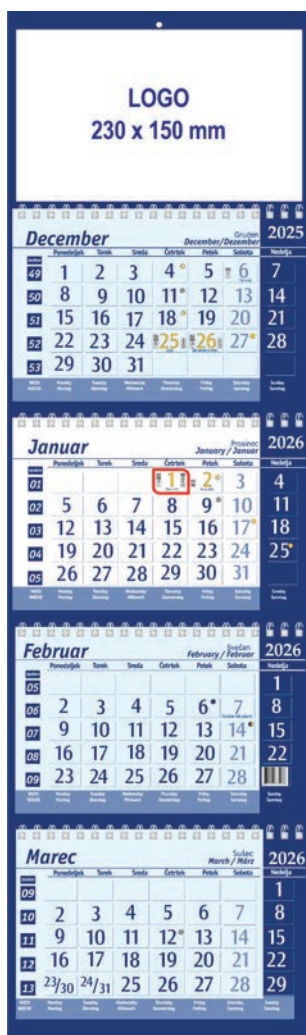 LOGO
230 x 150 mm
December Gruden 2025
December/Dezember
Ponedeljek Torek Sreda Četrtek Petek Sobota Nedelja
49 1 2 3 4 5 6 7
50 8 9 10 11 12 13 14
51 15 16 17 18 19 20 21
52 22 23 24 25 26 27 28
53 29 30 31
Januar Prosinec 2026
January / Januar
Ponedeljek Torek Sreda Četrtek Petek Sobota Nedelja
01 1 2 3 4
02 5 6 7 8 9 10 11
03 12 13 14 15 16 17 18
04 19 20 21 22 23 24 25
05 26 27 28 29 30 31
Februar Svečan 2026
February / Februar
Ponedeljek Torek Sreda Četrtek Petek Sobota Nedelja
05 1
06 2 3 4 5 6 7 8
07 9 10 11 12 13 14 15
08 16 17 18 19 20 21 22
09 23 24 25 26 27 28
Marec Sušec 2026
March / März
Ponedeljek Torek Sreda Četrtek Petek Sobota Nedelja
09 1
10 2 3 4 5 6 7 8
11 9 10 11 12 13 14 15
12 16 17 18 19 20 21 22
13 23/30 24/31 25 26 27 28 29